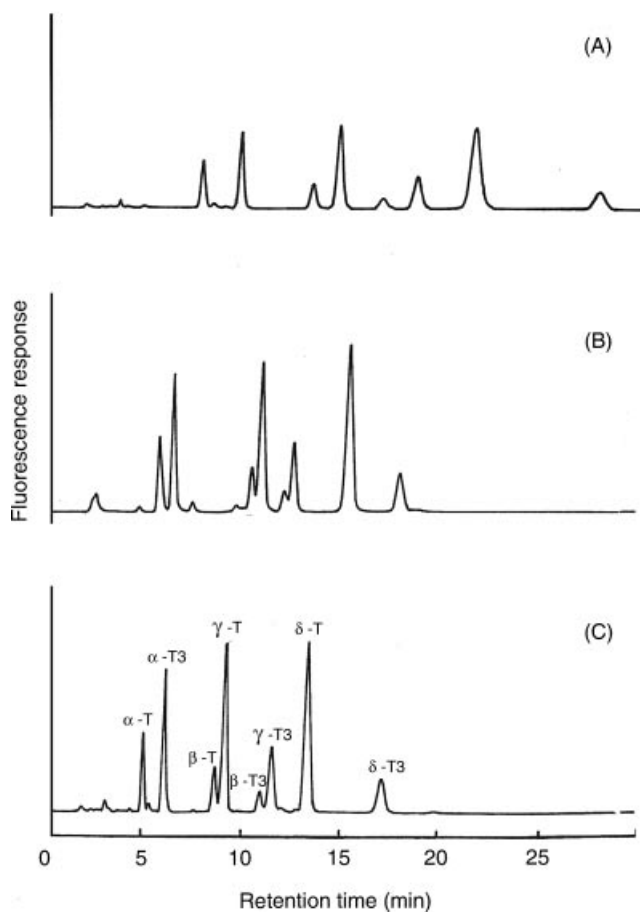 (A)
(B)
Fluorescence response
(C)
γ -T
δ -T
α -T3
α -T
β -T
γ -T3
β -T3
δ -T3
0 5 10 15 20 25
Retention time (min)